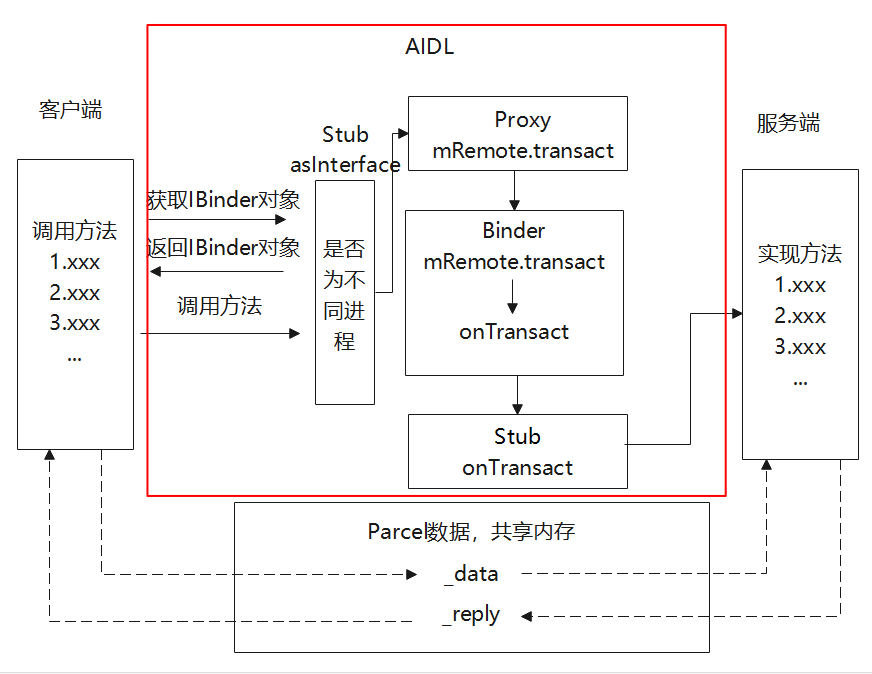 AIDL
客户端
Stub
asInterface
获取IBinder对象
返回IBinder对象
调用方法
调用方法
1.xxx
2.xxx
3.xxx
...
是否
为不
同进
程
Proxy
mRemote.transact
Binder
mRemote.transact
onTransact
Stub
onTransact
服务端
实现方法
1.xxx
2.xxx
3.xxx
...
Parcel数据，共享内存
_data
_reply